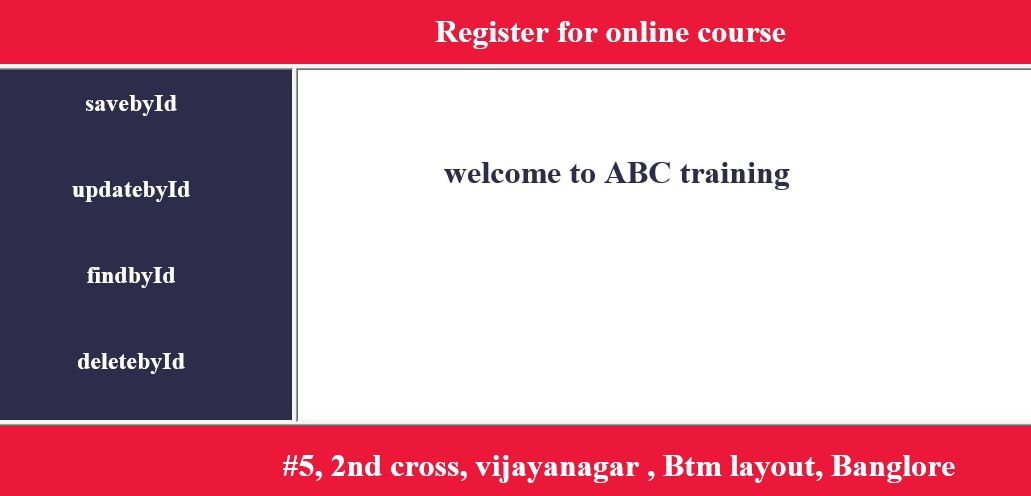 Register for online course
savebyId
updatebyId
findbyId
deletebyId
welcome to ABC training
#5, 2nd cross, vijayanagar , Btm layout, Banglore